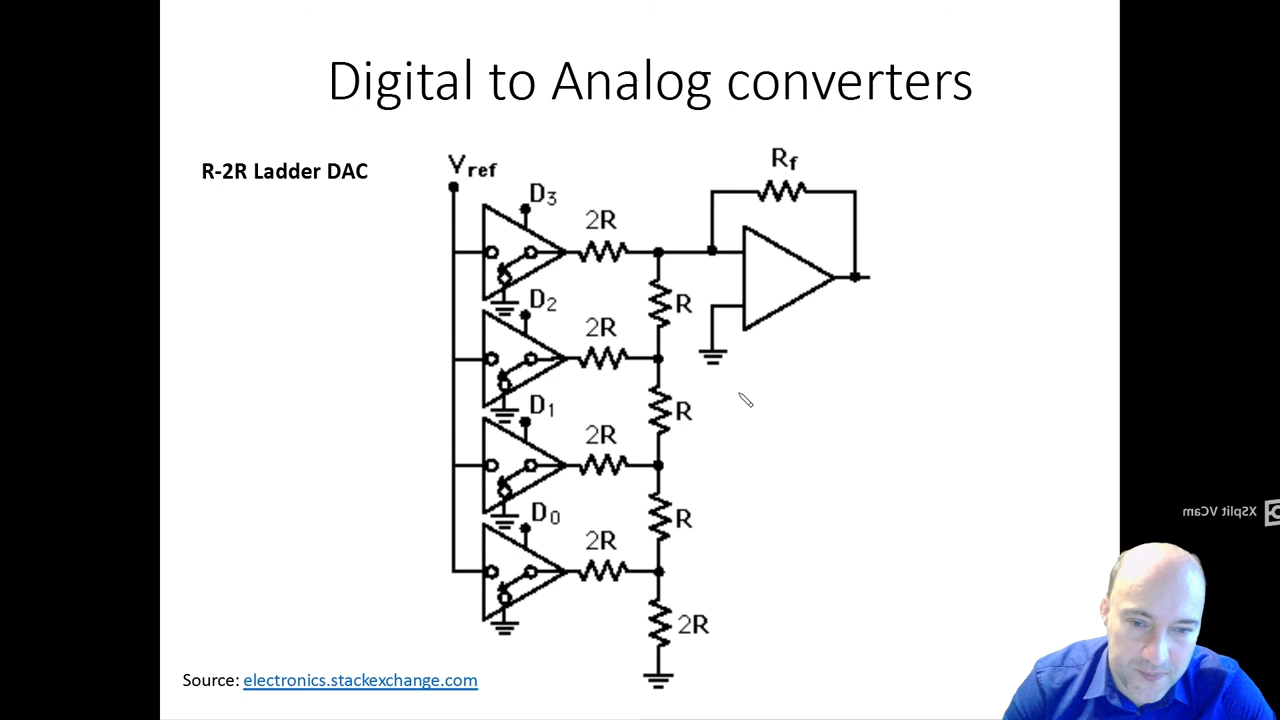 Digital to Analog converters
R-2R Ladder DAC
Vref
Rf
D3
2R
R
D2
2R
R
D1
2R
R
D0
2R
2R
XSplit VCam
Source: electronics.stackexchange.com